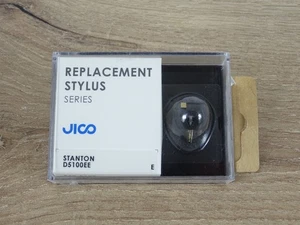 REPLACEMENT
STYLUS
SERIES
JICO
STANTON
D5100EE
E